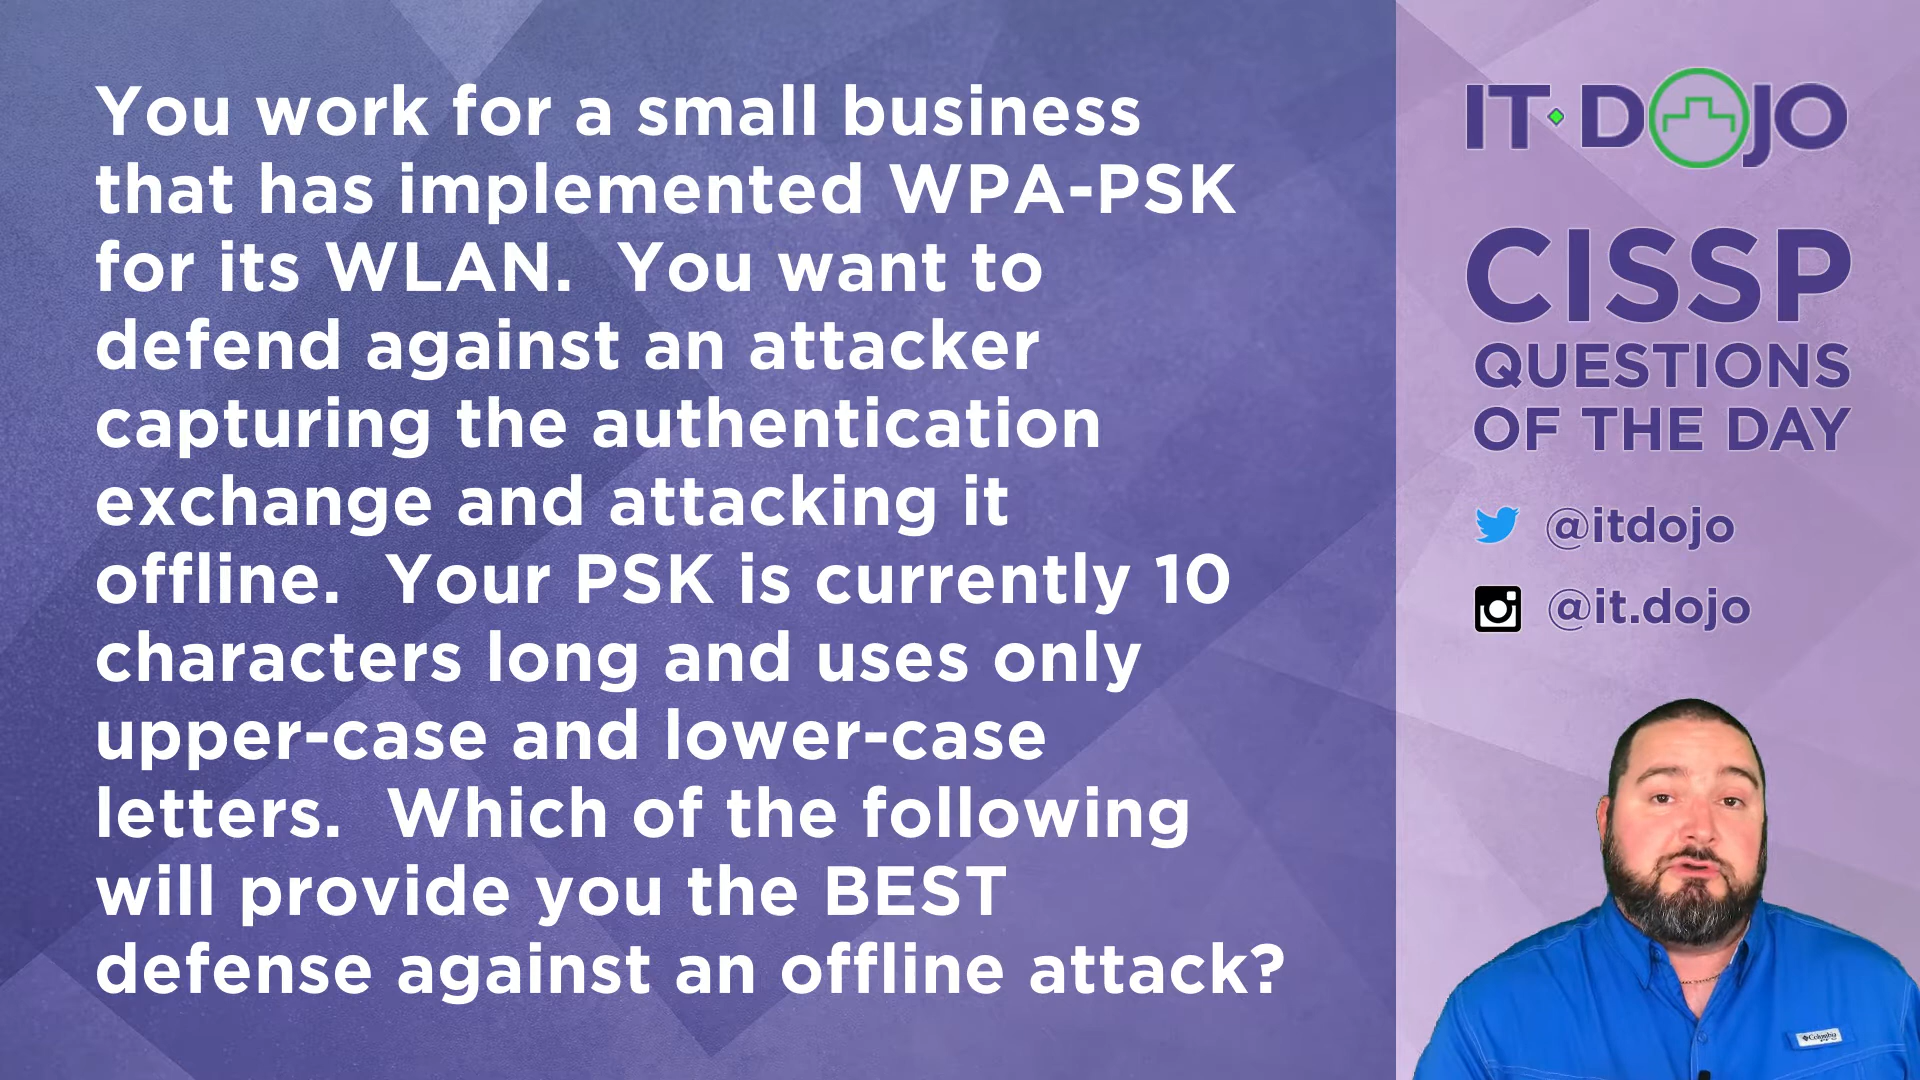 You work for a small business
that has implemented WPA-PSK
for its WLAN.  You want to
defend against an attacker
capturing the authentication
exchange and attacking it
offline.  Your PSK is currently 10
characters long and uses only
upper-case and lower-case
letters.  Which of the following
will provide you the BEST
defense against an offline attack?
IT DOJO
CISSP
QUESTIONS
OF THE DAY
@itdojo
@it.dojo
Columbia